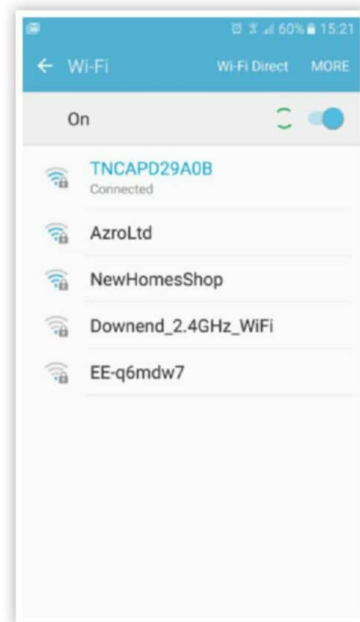 60% 15:21
Wi-Fi Wi-Fi Direct MORE
On
TNCAPD29A0B
Connected
AzroLtd
NewHomesShop
Downend_2.4GHz_WiFi
EE-q6mdw7